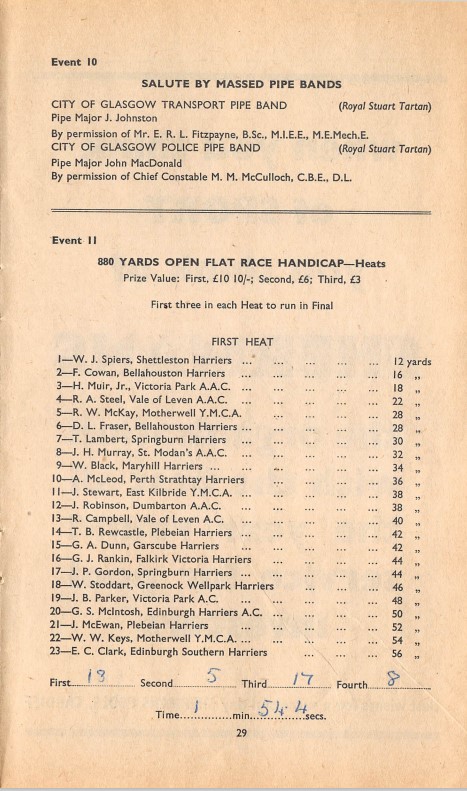 Event 10
SALUTE BY MASSED PIPE BANDS
CITY OF GLASGOW TRANSPORT PIPE BAND (Royal Stuart Tartan)
Pipe Major J. Johnston
By permission of Mr. E. R. L. Fitzpayne, B.Sc., M.I.E.E., M.E.Mech.E.
CITY OF GLASGOW POLICE PIPE BAND (Royal Stuart Tartan)
Pipe Major John MacDonald
By permission of Chief Constable M. M. McCulloch, C.B.E., D.L.
Event 11
880 YARDS OPEN FLAT RACE HANDICAP—Heats
Prize Value: First, £10 10/-; Second, £6; Third, £3
First three in each Heat to run in Final
FIRST HEAT
1—W. J. Spiers, Shettleston Harriers ... ... ... ... ... 12 yards
2—F. Cowan, Bellahouston Harriers ... ... ... ... ... 16 „
3—H. Muir, Jr., Victoria Park A.A.C. ... ... ... ... ... 18 „
4—R. A. Steel, Vale of Leven A.A.C. ... ... ... ... ... 22 „
5—R. W. McKay, Motherwell Y.M.C.A. ... ... ... ... 28 „
6—D. L. Fraser, Bellahouston Harriers ... ... ... ... ... 28 „
7—T. Lambert, Springburn Harriers ... ... ... ... ... 30 „
8—J. H. Murray, St. Modan's A.A.C. ... ... ... ... ... 32 „
9—W. Black, Maryhill Harriers ... ... ... ... ... ... 34 „
10—A. McLeod, Perth Strathtay Harriers ... ... ... ... 36 „
11—J. Stewart, East Kilbride Y.M.C.A. ... ... ... ... ... 38 „
12—J. Robinson, Dumbarton A.A.C. ... ... ... ... ... 38 „
13—R. Campbell, Vale of Leven A.C. ... ... ... ... ... 40 „
14—T. B. Rewcastle, Plebeian Harriers ... ... ... ... ... 42 „
15—G. A. Dunn, Garscube Harriers ... ... ... ... ... 42 „
16—G. J. Rankin, Falkirk Victoria Harriers ... ... ... ... 44 „
17—J. P. Gordon, Springburn Harriers ... ... ... ... ... 44 „
18—W. Stoddart, Greenock Wellpark Harriers ... ... ... 46 „
19—J. B. Parker, Victoria Park A.C. ... ... ... ... ... 48 „
20—G. S. McIntosh, Edinburgh Harriers A.C. ... ... ... ... 50 „
21—J. McEwan, Plebeian Harriers ... ... ... ... ... 52 „
22—W. W. Keys, Motherwell Y.M.C.A. ... ... ... ... ... 54 „
23—E. C. Clark, Edinburgh Southern Harriers ... ... ... 56 „
First 13 Second 5 Third 17 Fourth 8
Time 1 min. 54.4 secs.
29